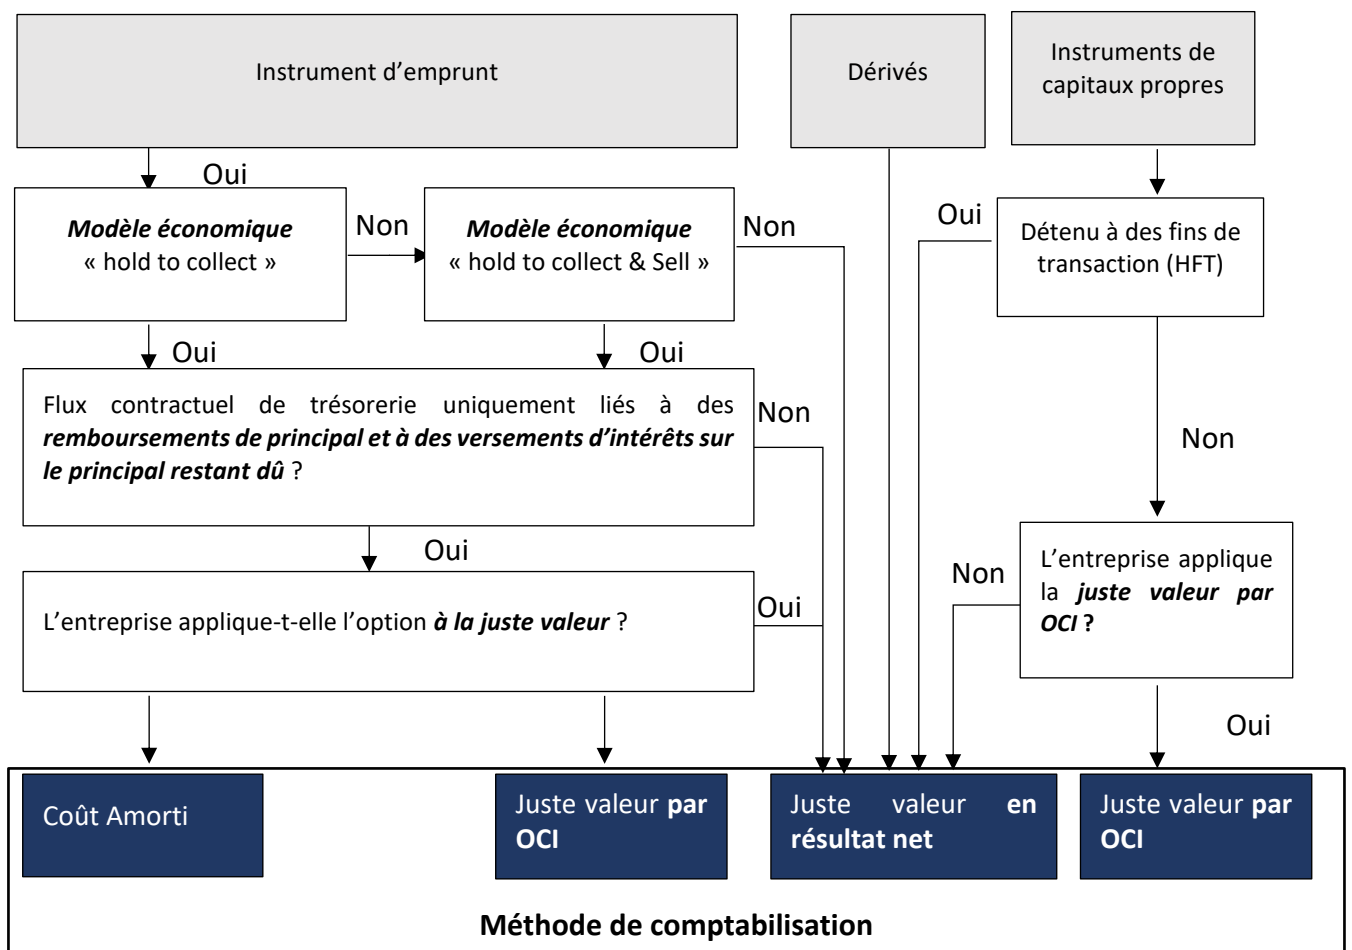 Instrument d’emprunt
Dérivés
Instruments de
capitaux propres
Oui
Modèle économique
« hold to collect »
Non
Modèle économique
« hold to collect & Sell »
Non
Oui
Détenu à des fins de
transaction (HFT)
Oui
Oui
Flux contractuel de trésorerie uniquement liés à des
remboursements de principal et à des versements d’intérêts sur
le principal restant dû ?
Non
Non
Oui
L’entreprise applique-t-elle l’option à la juste valeur ?
Oui
Non
L’entreprise applique
la juste valeur par
OCI ?
Oui
Coût Amorti
Juste valeur par
OCI
Juste valeur en
résultat net
Juste valeur par
OCI
Méthode de comptabilisation